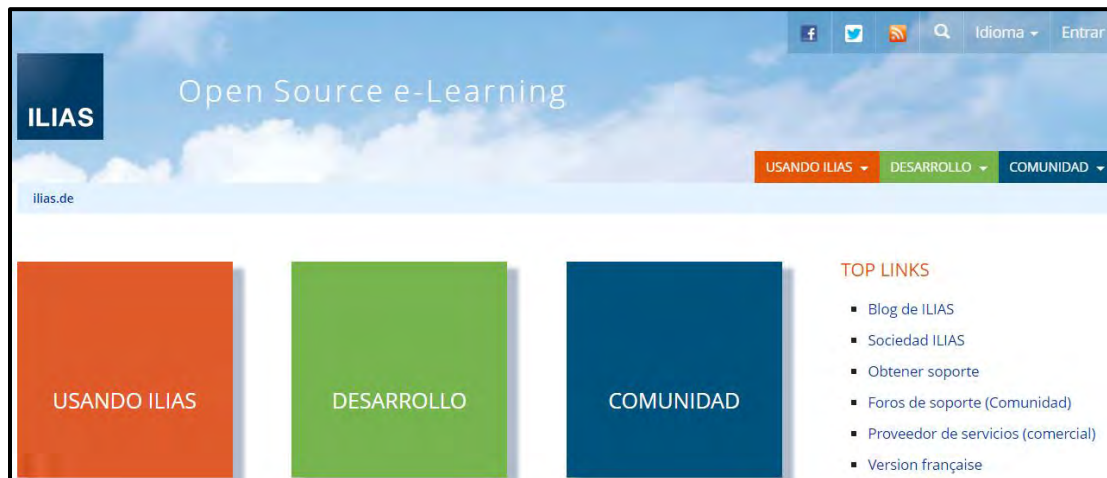 Idioma Entrar
ILIAS
Open Source e-Learning
USANDO ILIAS DESARROLLO COMUNIDAD
ilias.de
USANDO ILIAS
DESARROLLO
COMUNIDAD
TOP LINKS
Blog de ILIAS
Sociedad ILIAS
Obtener soporte
Foros de soporte (Comunidad)
Proveedor de servicios (comercial)
Version française